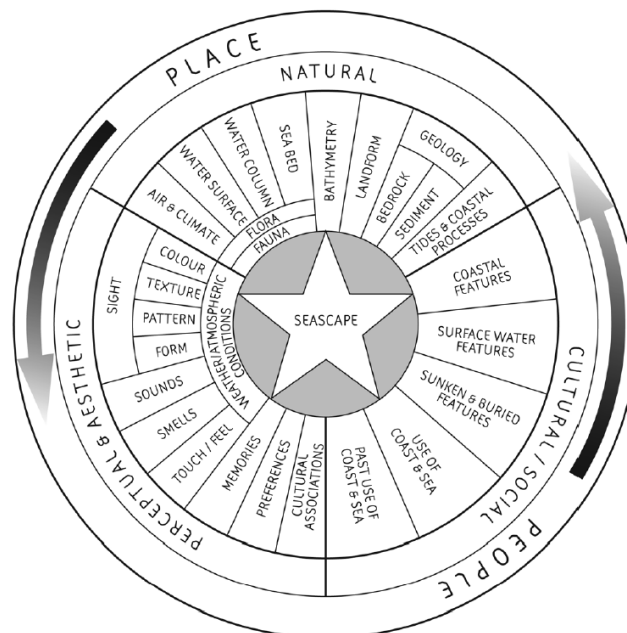 PLACE
NATURAL
AIR & CLIMATE
WATER SURFACE
WATER COLUMN
SEA BED
FLORA
FAUNA
BATHYMETRY
LANDFORM
GEOLOGY
BEDROCK
SEDIMENT
TIDES & COASTAL
PROCESSES
CULTURAL / SOCIAL
COASTAL
FEATURES
SURFACE WATER
FEATURES
SUNKEN & BURIED
FEATURES
USE OF
COAST & SEA
PAST USE OF
COAST & SEA
PEOPLE
PERCEPTUAL & AESTHETIC
CULTURAL
ASSOCIATIONS
PREFERENCES
MEMORIES
TOUCH / FEEL
SMELLS
SOUNDS
SIGHT
FORM
PATTERN
TEXTURE
COLOUR
WEATHER/ATMOSPHERIC
CONDITIONS
SEASCAPE